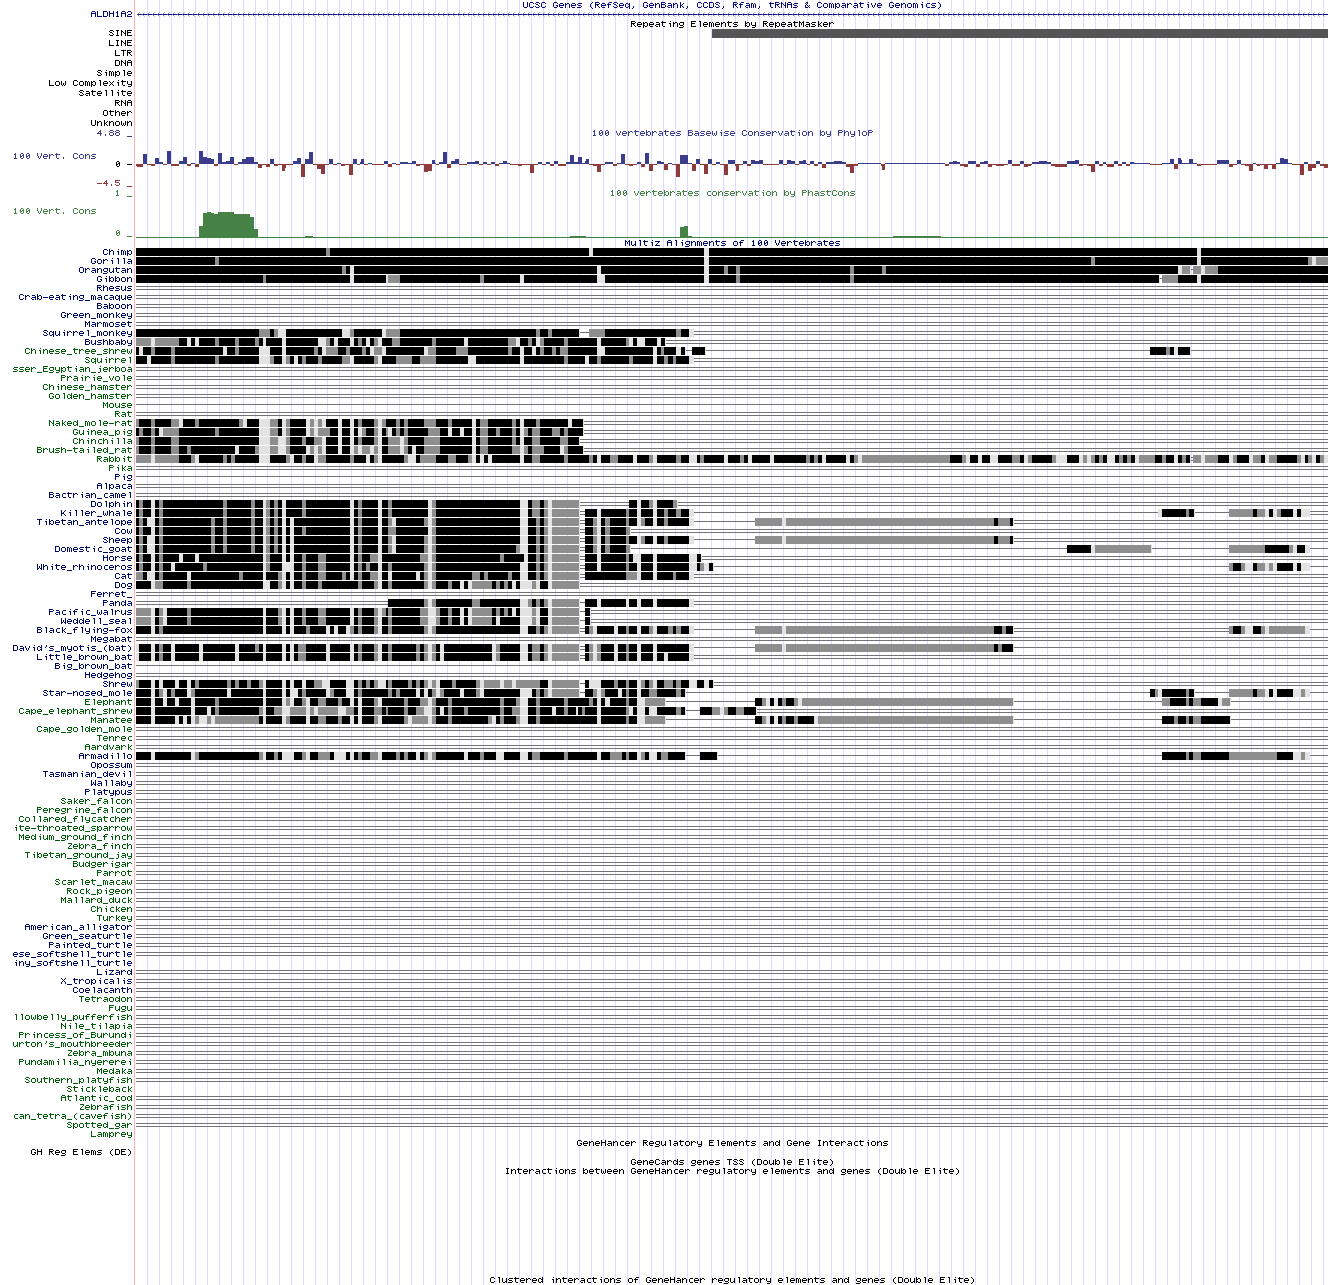 UCSC Genes (RefSeq, GenBank, CCDS, Rfam, tRNAs & Comparative Genomics)
ALDH1A2
Repeating Elements by RepeatMasker
SINE
LINE
LTR
DNA
Simple
Low Complexity
Satellite
RNA
Other
Unknown
4.88 _
100 vertebrates Basewise Conservation by PhyloP
100 Vert. Cons
0 _
-4.5 _
100 vertebrates conservation by PhastCons
1 _
100 Vert. Cons
0 _
Multiz Alignments of 100 Vertebrates
Chimp
Gorilla
Orangutan
Gibbon
Rhesus
Crab-eating_macaque
Baboon
Green_monkey
Marmoset
Squirrel_monkey
Bushbaby
Chinese_tree_shrew
Squirrel
sser_Egyptian_jerboa
Prairie_vole
Chinese_hamster
Golden_hamster
Mouse
Rat
Naked_mole-rat
Guinea_pig
Chinchilla
Brush-tailed_rat
Rabbit
Pika
Pig
Alpaca
Bactrian_camel
Dolphin
Killer_whale
Tibetan_antelope
Cow
Sheep
Domestic_goat
Horse
White_rhinoceros
Cat
Dog
Ferret_
Panda
Pacific_walrus
Weddell_seal
Black_flying-fox
Megabat
David's_myotis_(bat)
Little_brown_bat
Big_brown_bat
Hedgehog
Shrew
Star-nosed_mole
Elephant
Cape_elephant_shrew
Manatee
Cape_golden_mole
Tenrec
Aardvark
Armadillo
Opossum
Tasmanian_devil
Wallaby
Platypus
Saker_falcon
Peregrine_falcon
Collared_flycatcher
ite-throated_sparrow
Medium_ground_finch
Zebra_finch
Tibetan_ground_jay
Budgerigar
Parrot
Scarlet_macaw
Rock_pigeon
Mallard_duck
Chicken
Turkey
American_alligator
Green_seaturtle
Painted_turtle
ese_softshell_turtle
iny_softshell_turtle
Lizard
X_tropicalis
Coelacanth
Tetraodon
Fugu
llowbelly_pufferfish
Nile_tilapia
Princess_of_Burundi
urton's_mouthbreeder
Zebra_mbuna
Pundamilia_nyererei
Medaka
Southern_platyfish
Stickleback
Atlantic_cod
Zebrafish
can_tetra_(cavefish)
Spotted_gar
Lamprey
GeneHancer Regulatory Elements and Gene Interactions
GH Reg Elems (DE)
GeneCards genes TSS (Double Elite)
Interactions between GeneHancer regulatory elements and genes (Double Elite)
Clustered interactions of GeneHancer regulatory elements and genes (Double Elite)